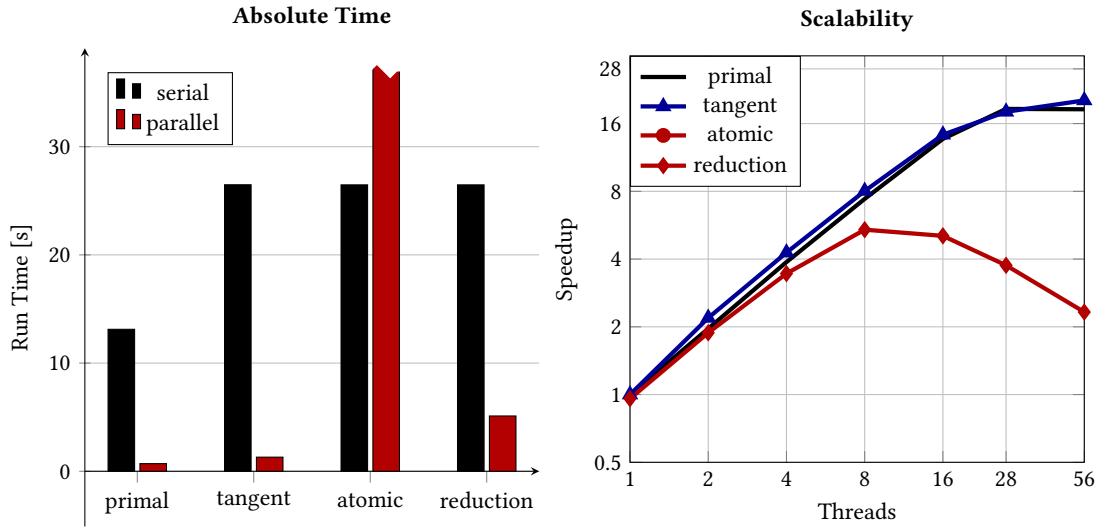 Absolute Time
serial
parallel
Run Time [s]
30
20
10
0
primal
tangent
atomic
reduction
Scalability
primal
tangent
atomic
reduction
Speedup
28
16
8
4
2
1
0.5
1
2
4
8
16
28
56
Threads